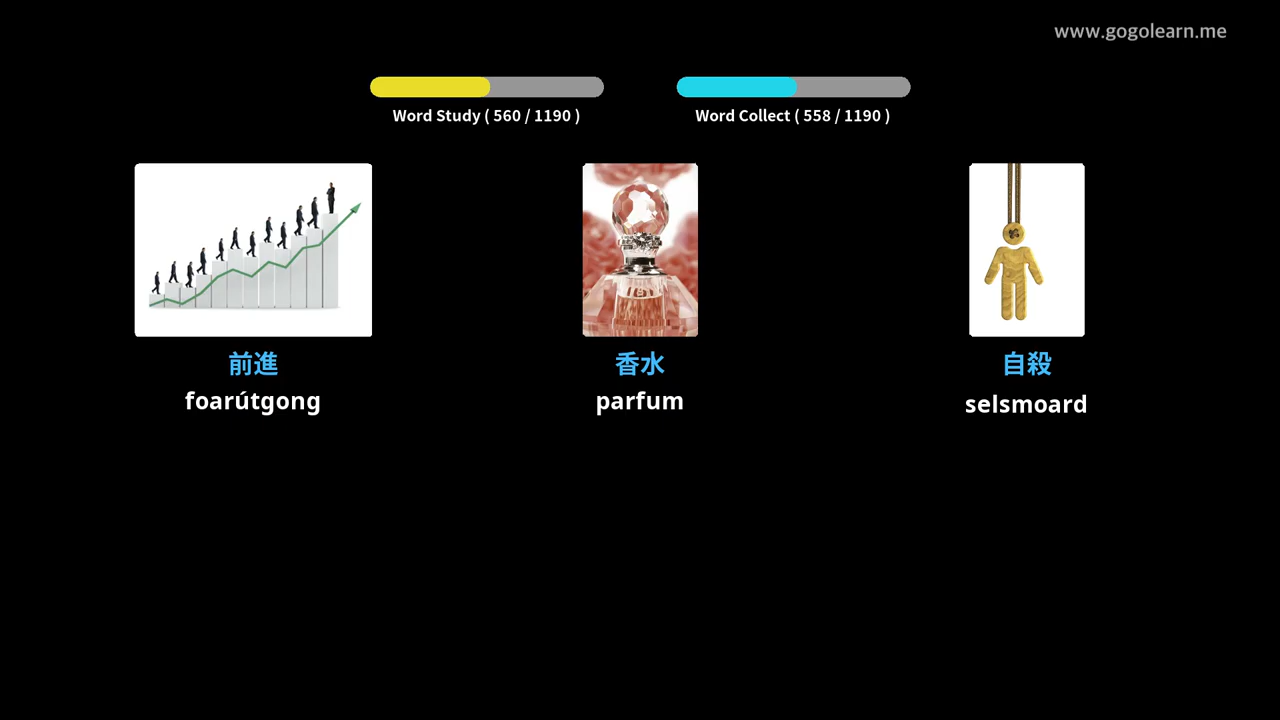 www.gogolearn.me
Word Study ( 560 / 1190 )
Word Collect ( 558 / 1190 )
前進
foarútgong
香水
parfum
自殺
selsmoard